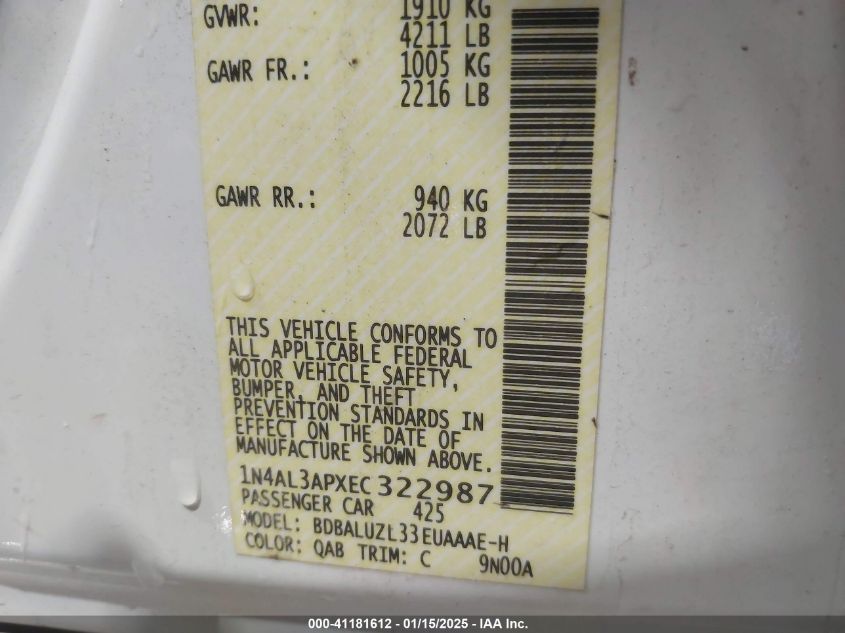 GVWR: 1910 KG
4211 LB
GAWR FR.: 1005 KG
2216 LB
GAWR RR.: 940 KG
2072 LB
THIS VEHICLE CONFORMS TO
ALL APPLICABLE FEDERAL
MOTOR VEHICLE SAFETY,
BUMPER, AND THEFT
PREVENTION STANDARDS IN
EFFECT ON THE DATE OF
MANUFACTURE SHOWN ABOVE.
1N4AL3APXEC322987
PASSENGER CAR 425
MODEL: BDBALUZL33EUAAAE-H
COLOR: QAB TRIM: C 9N00A
000-41181612 - 01/15/2025 - IAA Inc.